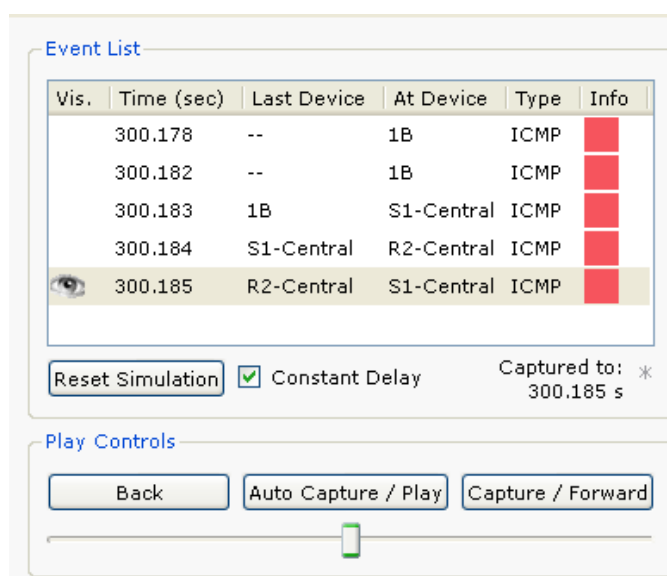 Event List
Vis. Time (sec) Last Device At Device Type Info
300.178 -- 1B ICMP
300.182 -- 1B ICMP
300.183 1B S1-Central ICMP
300.184 S1-Central R2-Central ICMP
300.185 R2-Central S1-Central ICMP
Reset Simulation Constant Delay Captured to: *
300.185 s
Play Controls
Back Auto Capture / Play Capture / Forward